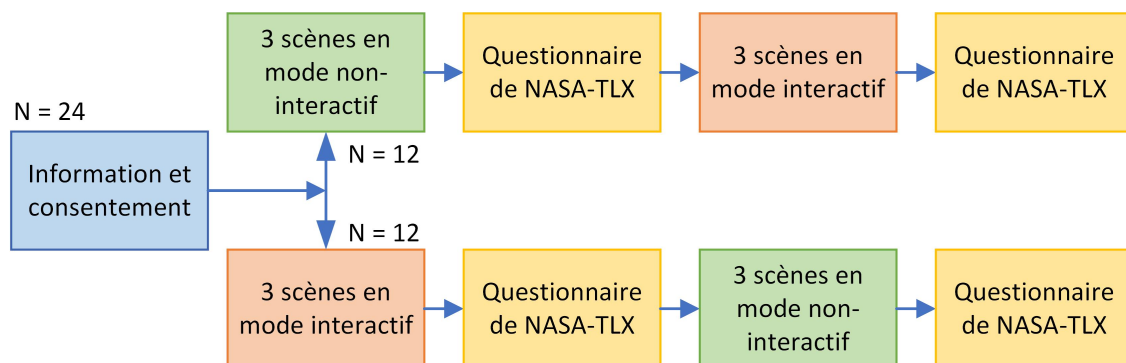 3 scènes en
mode non-
interactif
Questionnaire
de NASA-TLX
3 scènes en
mode interactif
Questionnaire
de NASA-TLX
N = 24
Information et
consentement
N = 12
N = 12
3 scènes en
mode interactif
Questionnaire
de NASA-TLX
3 scènes en
mode non-
interactif
Questionnaire
de NASA-TLX